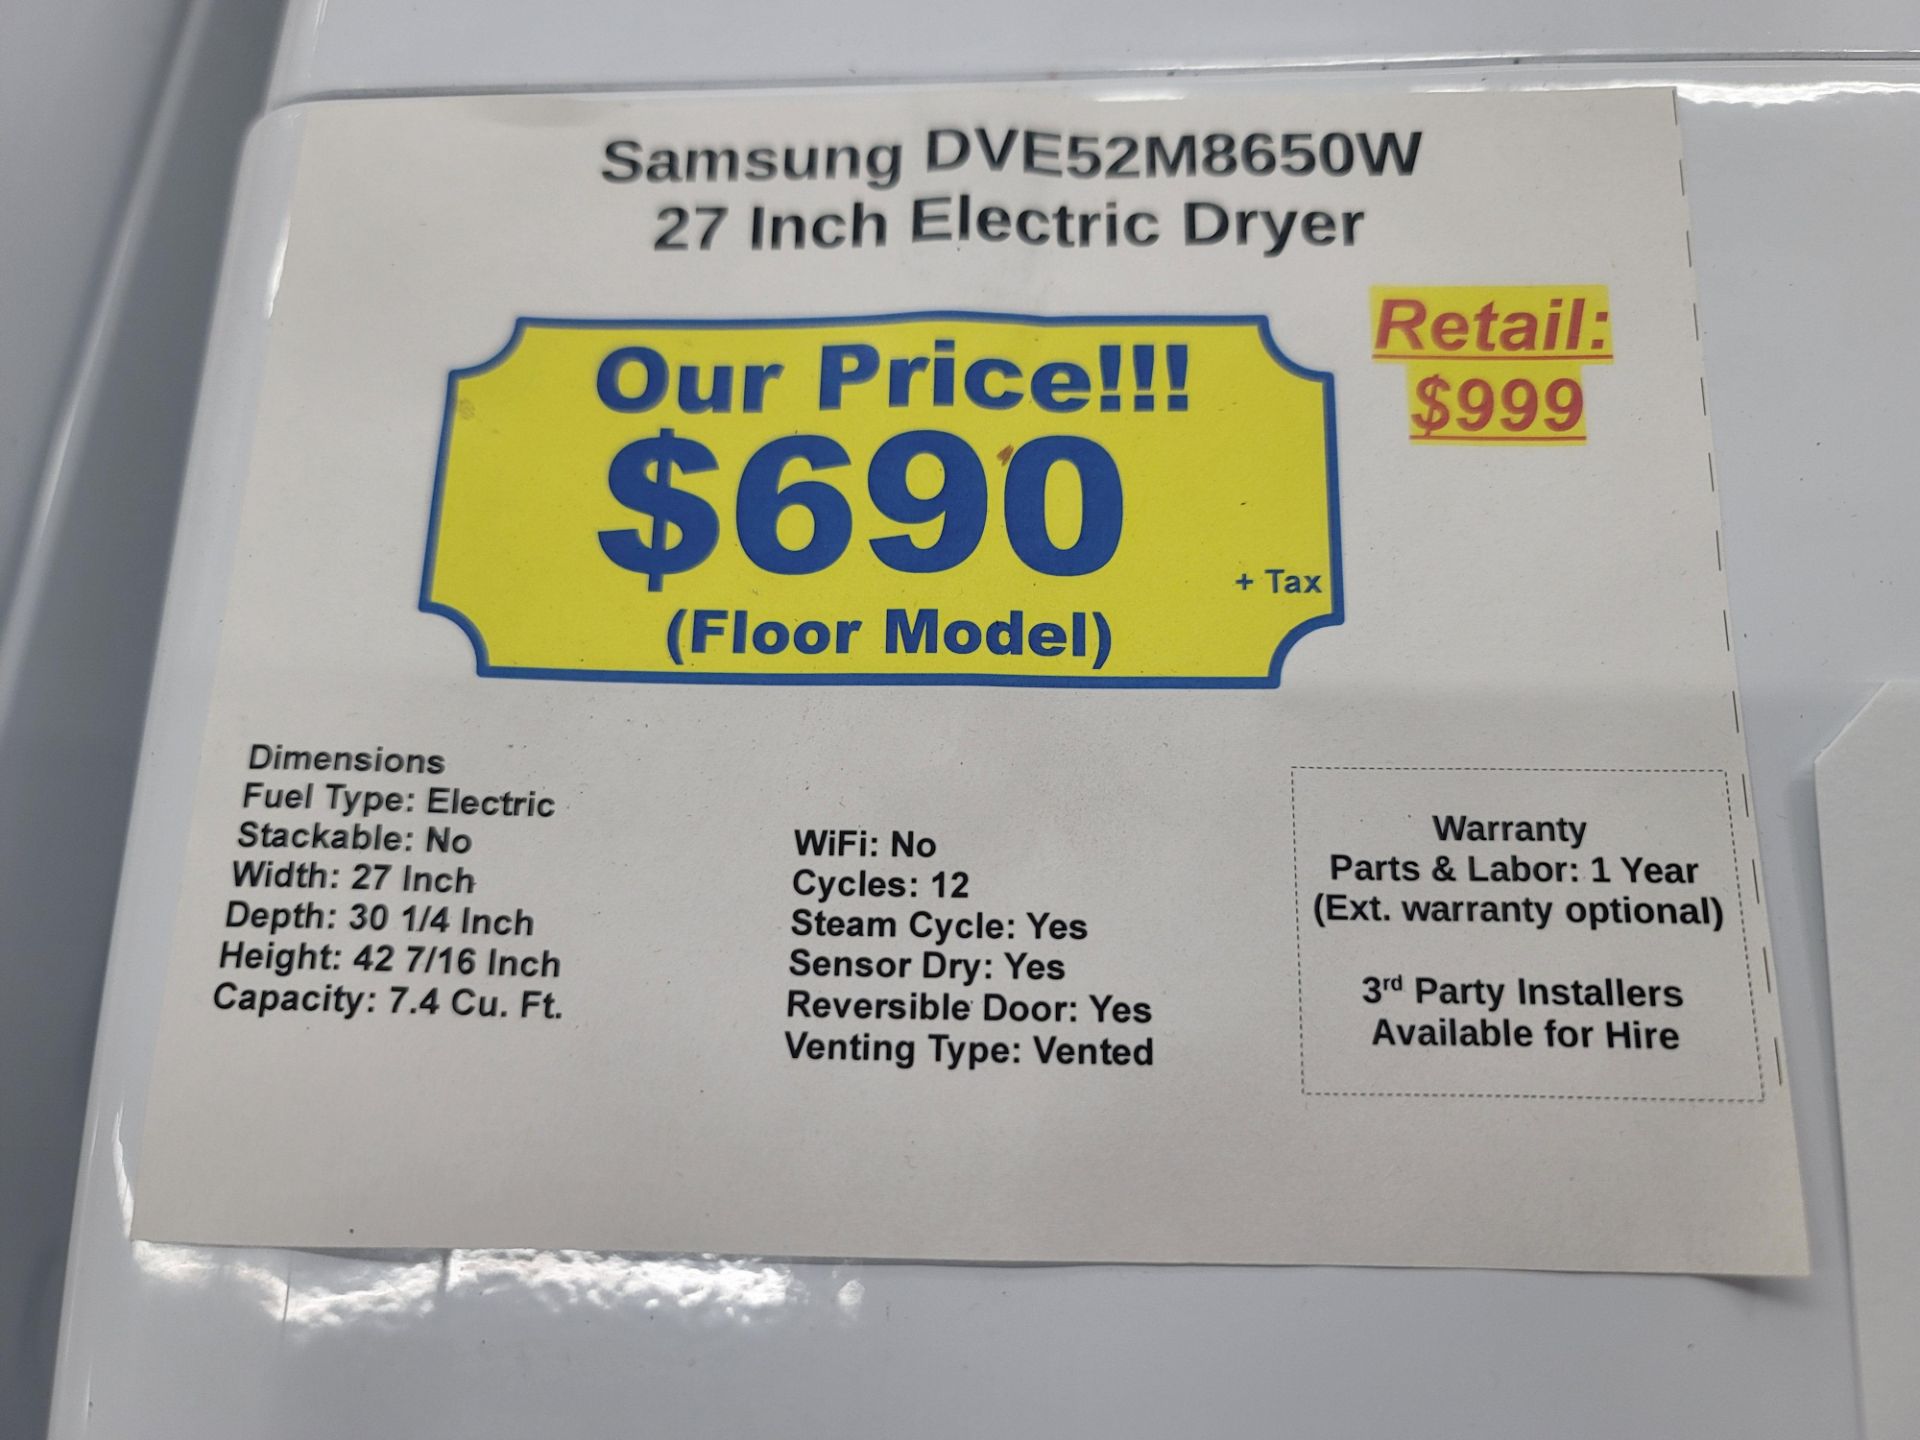 Samsung DVE52M8650W
27 Inch Electric Dryer
Retail:
$999
Our Price!!!
$690
+ Tax
(Floor Model)
Dimensions
Fuel Type: Electric
Stackable: No
Width: 27 Inch
Depth: 30 1/4 Inch
Height: 42 7/16 Inch
Capacity: 7.4 Cu. Ft.
WiFi: No
Cycles: 12
Steam Cycle: Yes
Sensor Dry: Yes
Reversible Door: Yes
Venting Type: Vented
Warranty
Parts & Labor: 1 Year
(Ext. warranty optional)
3rd Party Installers
Available for Hire